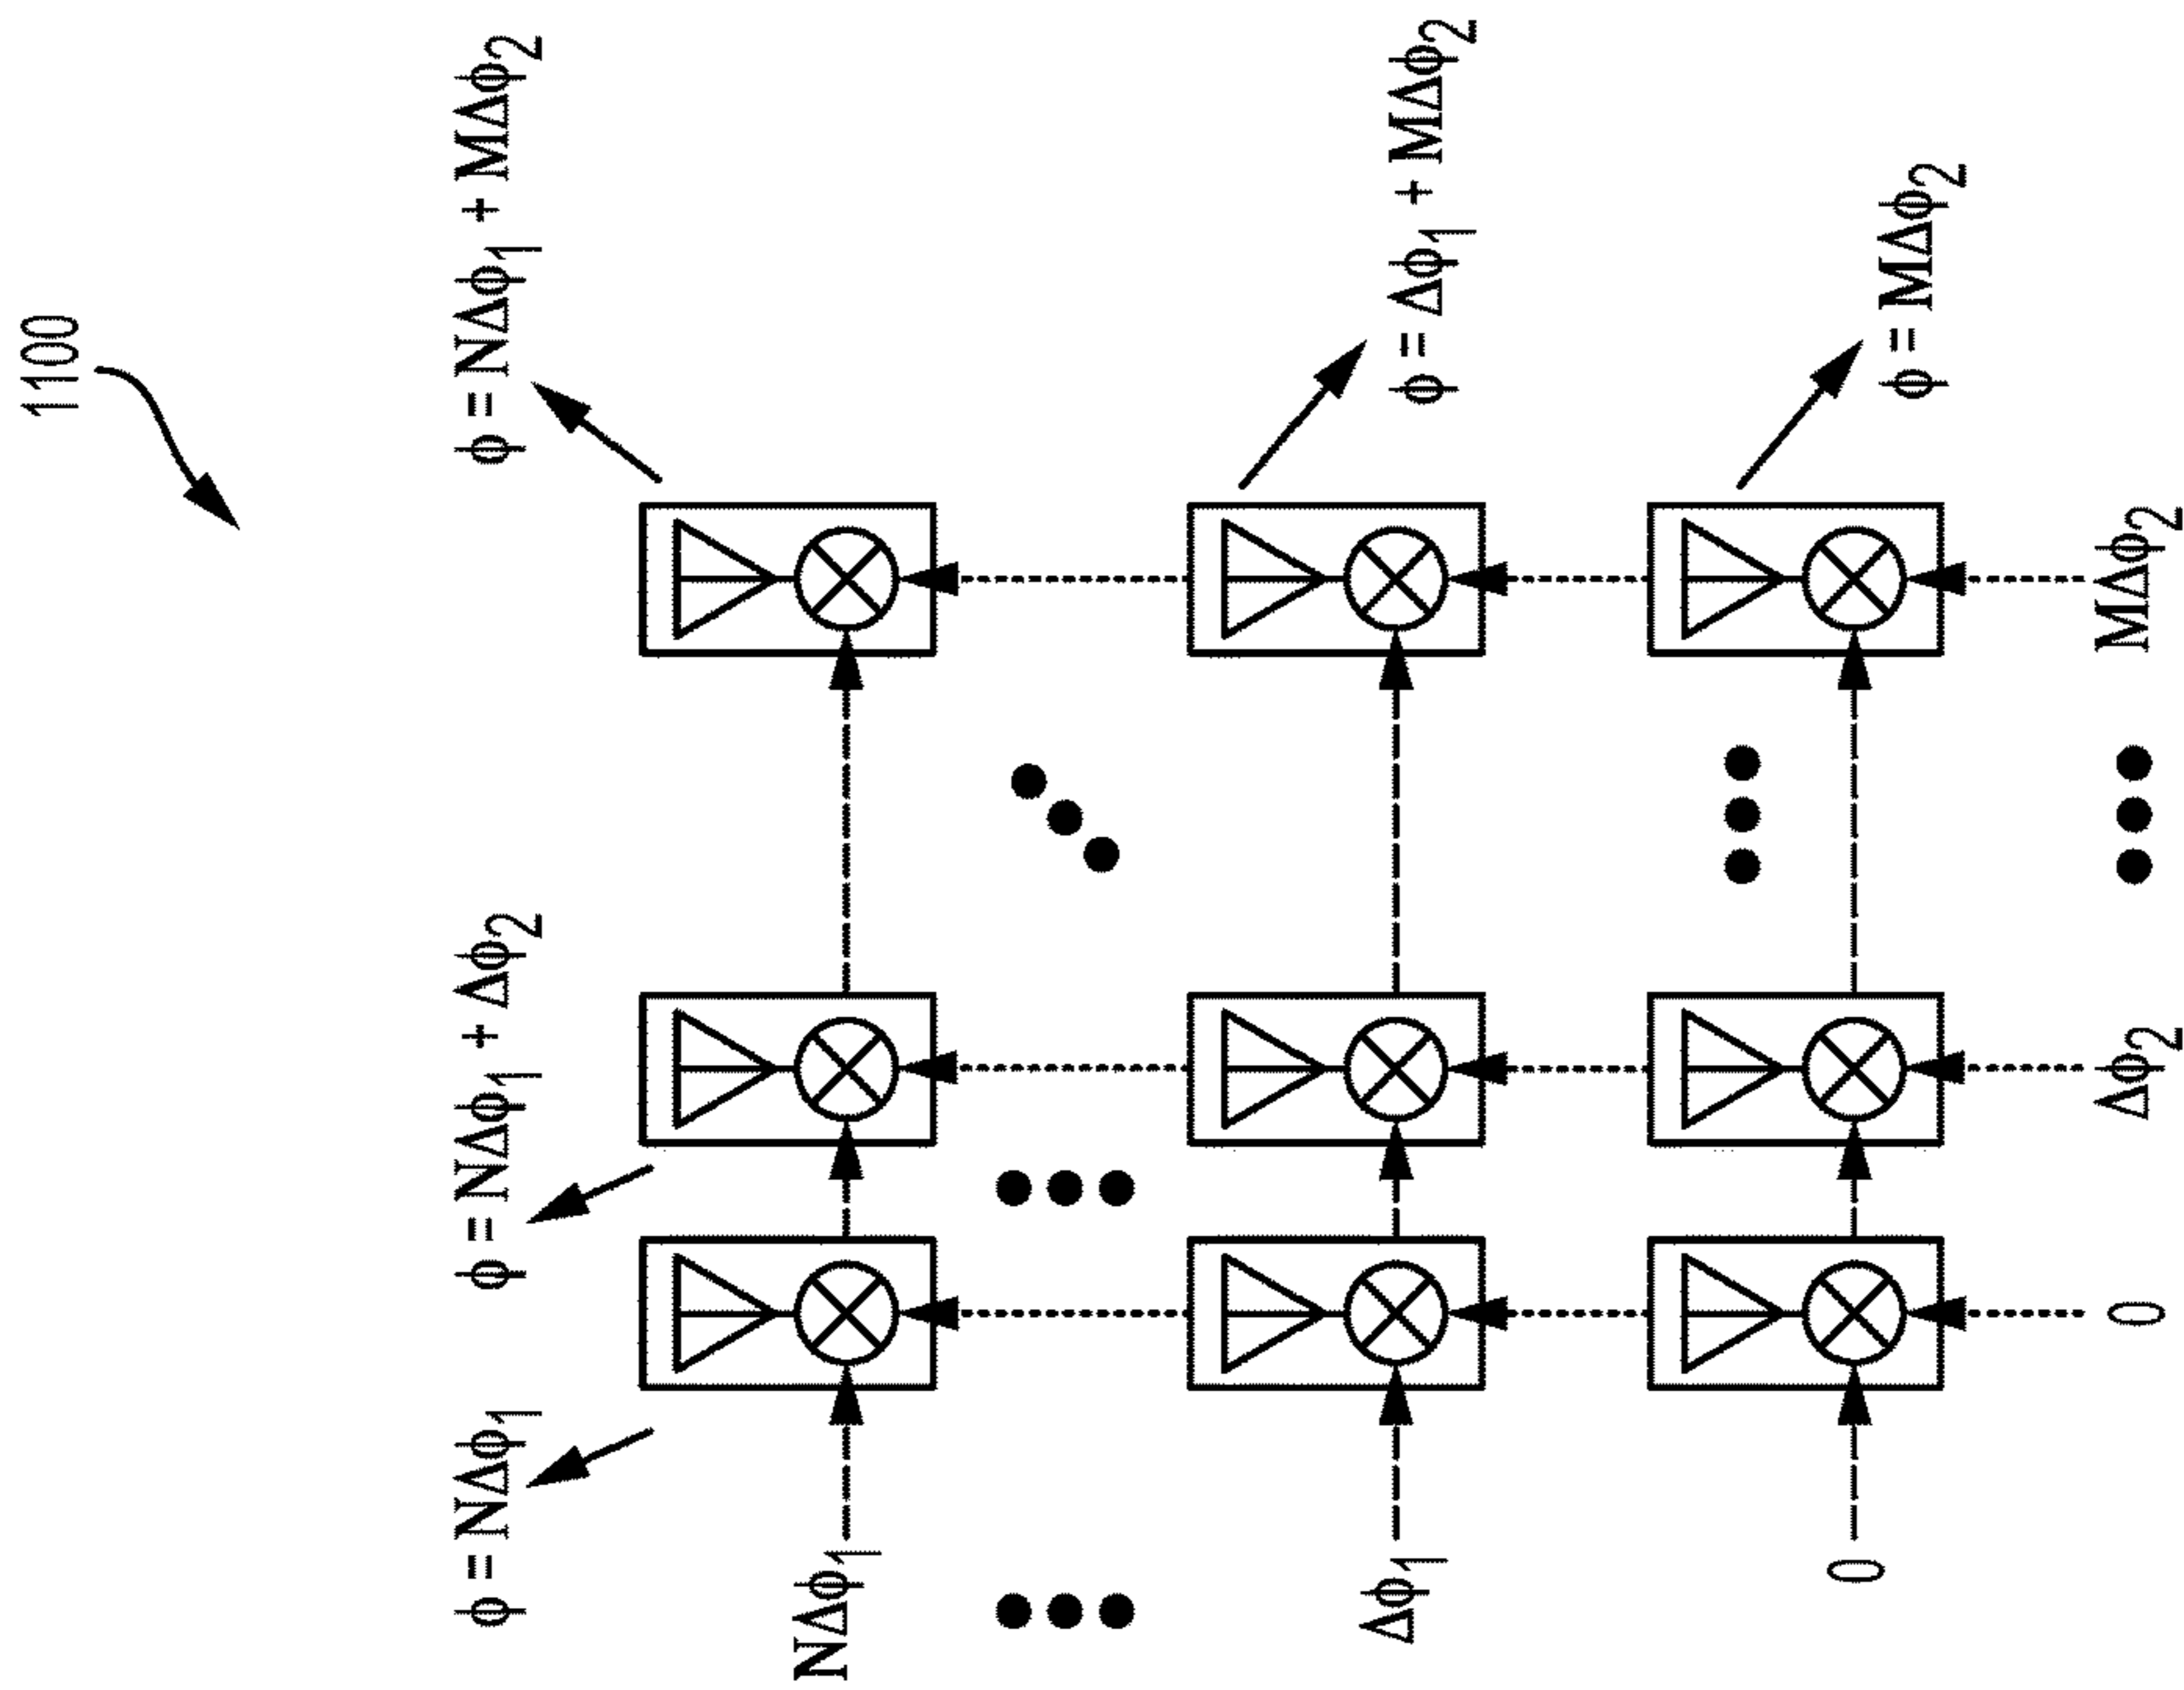 1100
ϕ = NΔϕ1
ϕ = NΔϕ1 + Δϕ2
ϕ = NΔϕ1 + MΔϕ2
NΔϕ1
Δϕ1
ϕ = Δϕ1 + MΔϕ2
0
ϕ = MΔϕ2
0
Δϕ2
MΔϕ2